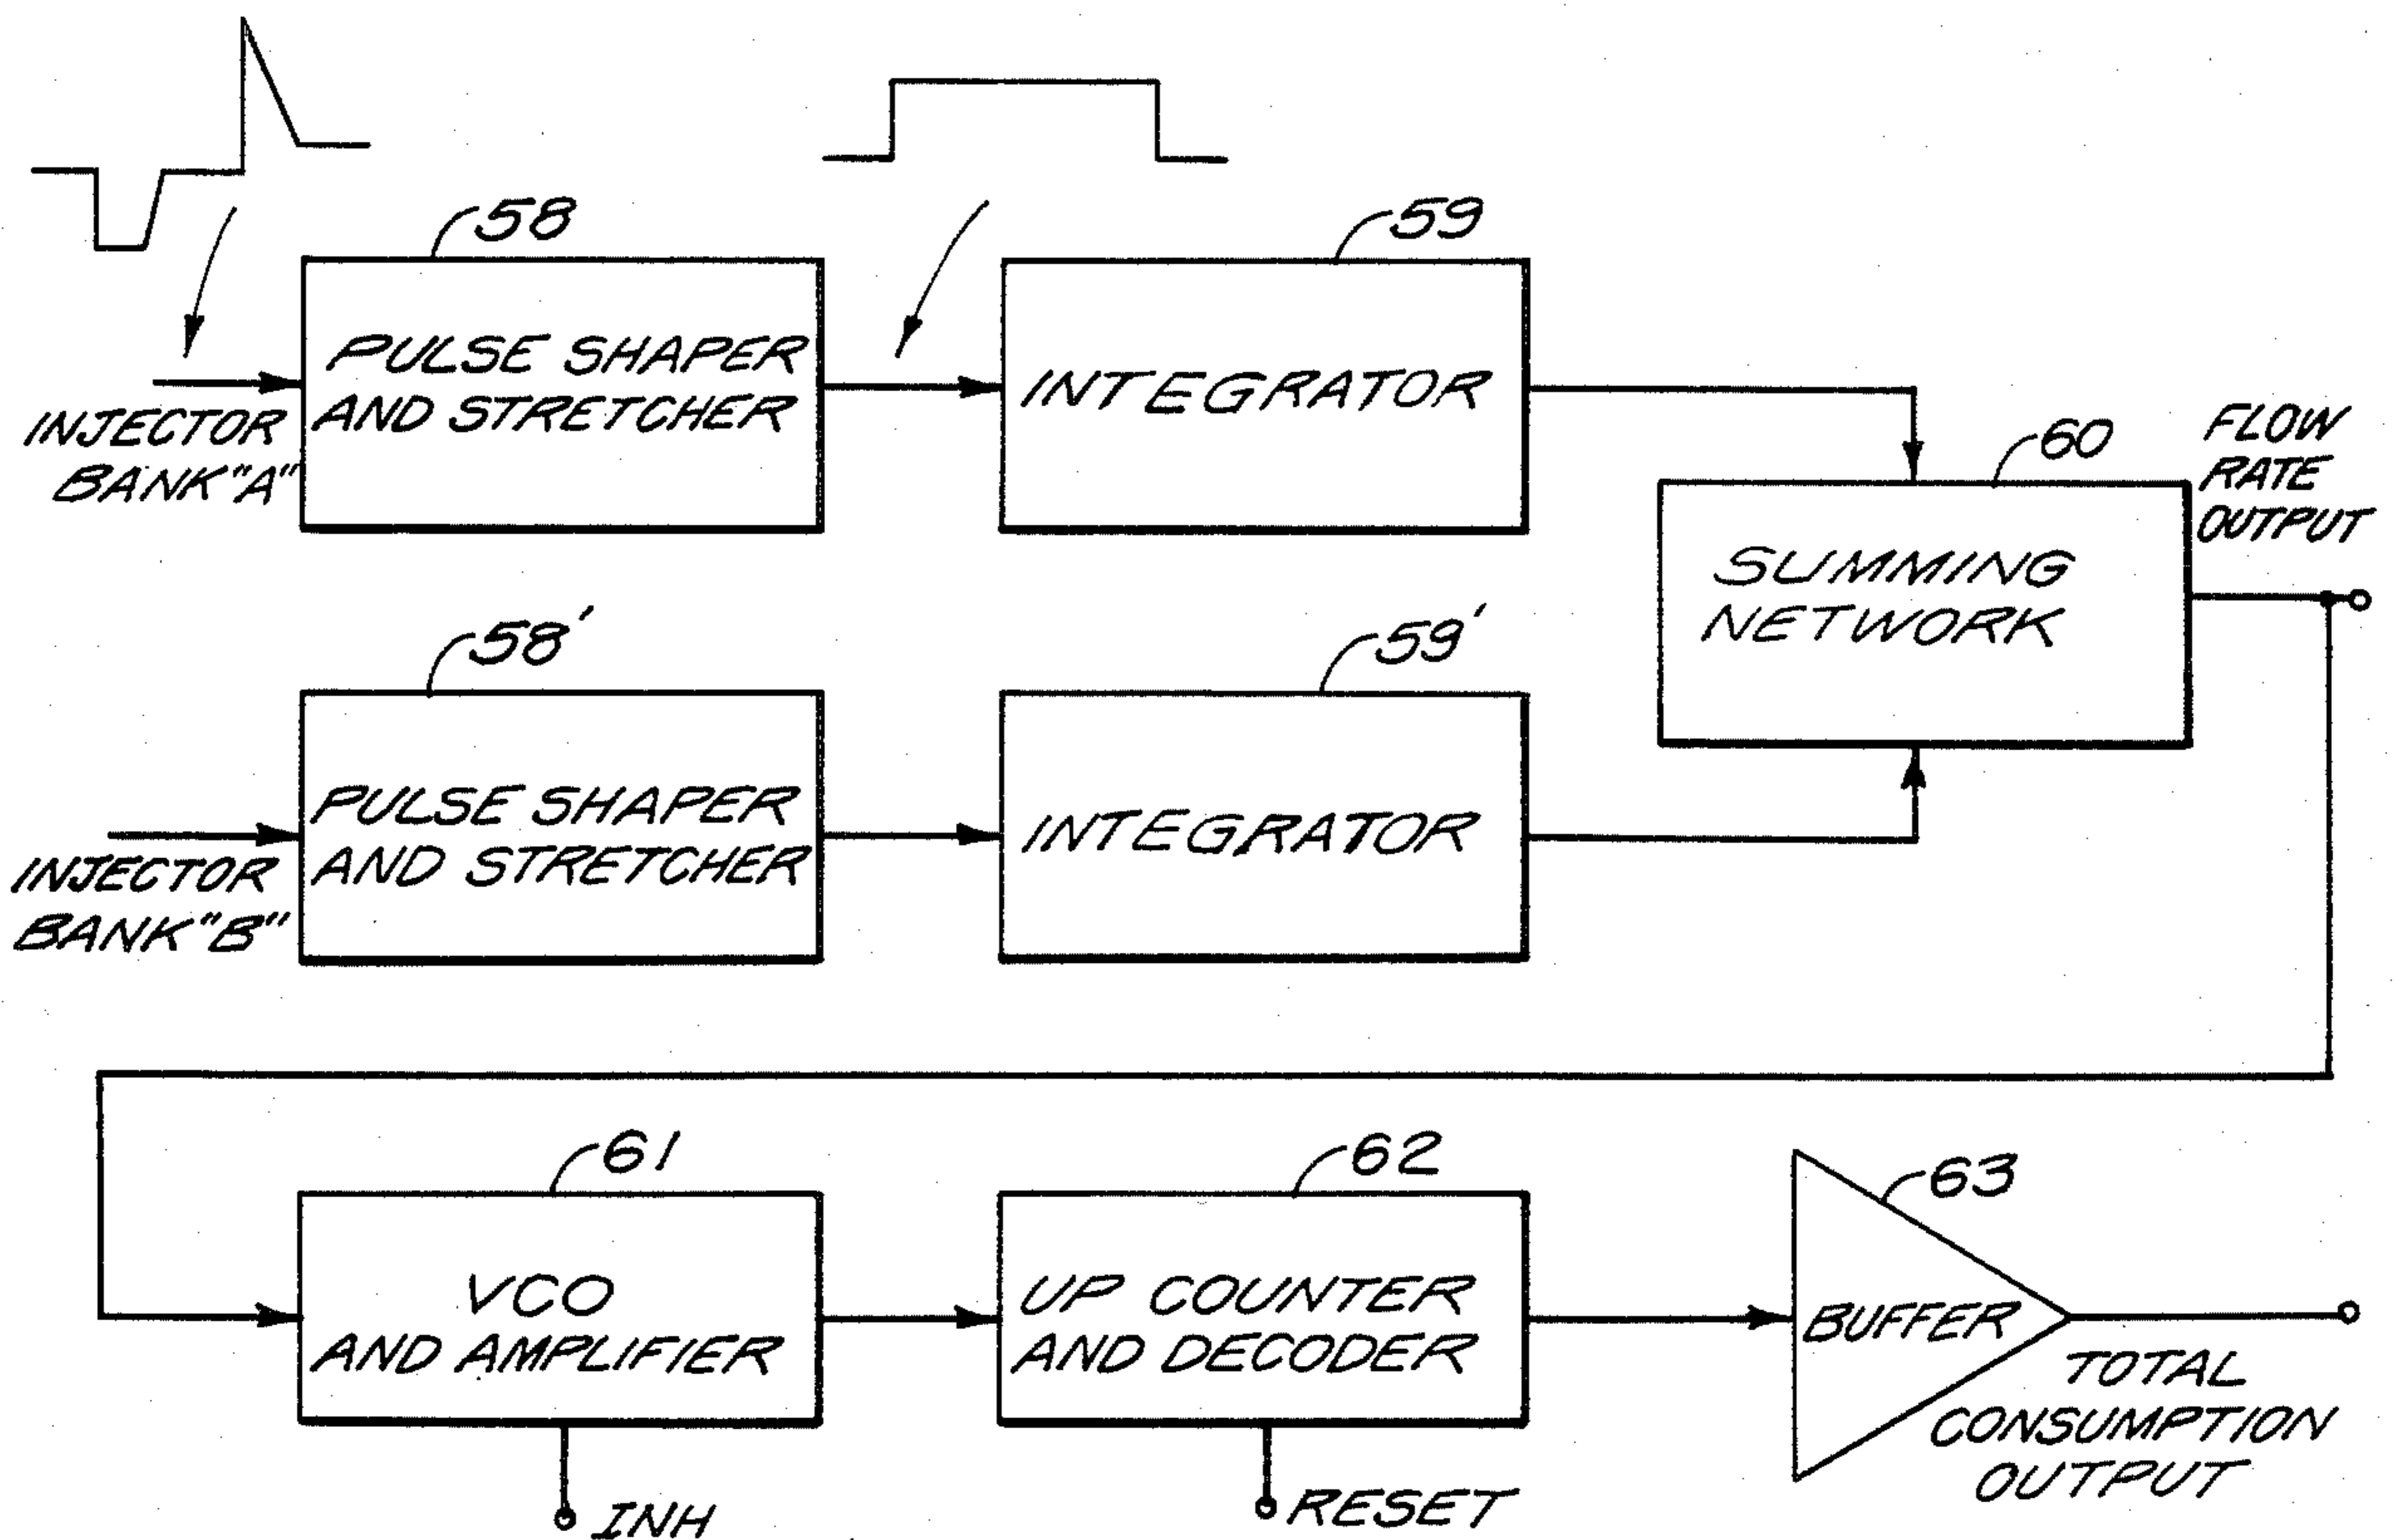 58
59
PULSE SHAPER
AND STRETCHER
INTEGRATOR
INJECTOR
BANK "A"
60
FLOW
RATE
OUTPUT
SUMMING
NETWORK
58'
59'
PULSE SHAPER
AND STRETCHER
INTEGRATOR
INJECTOR
BANK "B"
61
62
63
VCO
AND AMPLIFIER
UP COUNTER
AND DECODER
BUFFER
TOTAL
CONSUMPTION
OUTPUT
INH
RESET